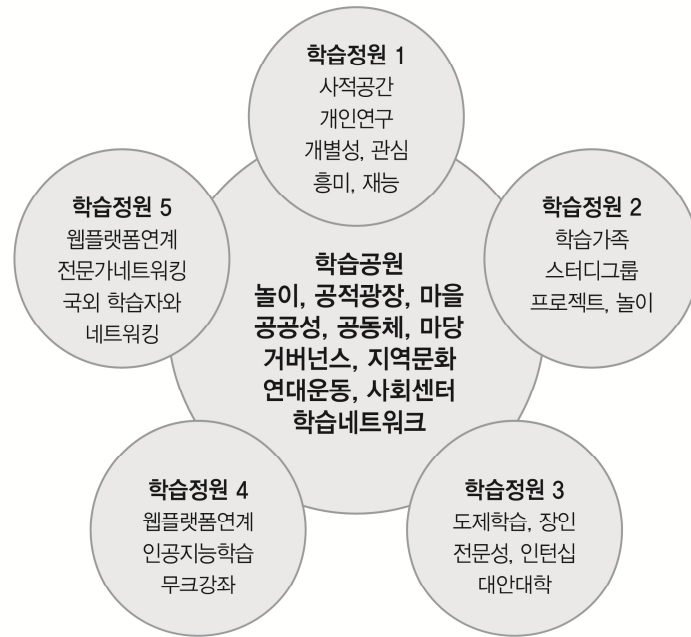 학습정원 1
사적공간
개인연구
개별성, 관심
흥미, 재능
학습정원 2
학습가족
스터디그룹
프로젝트, 놀이
학습정원 3
도제학습, 장인
전문성, 인턴십
대안대학
학습정원 4
웹플랫폼연계
인공지능학습
무크강좌
학습정원 5
웹플랫폼연계
전문가네트워킹
국외 학습자와
네트워킹
학습공원
놀이, 공적광장, 마을
공공성, 공동체, 마당
거버넌스, 지역문화
연대운동, 사회센터
학습네트워크